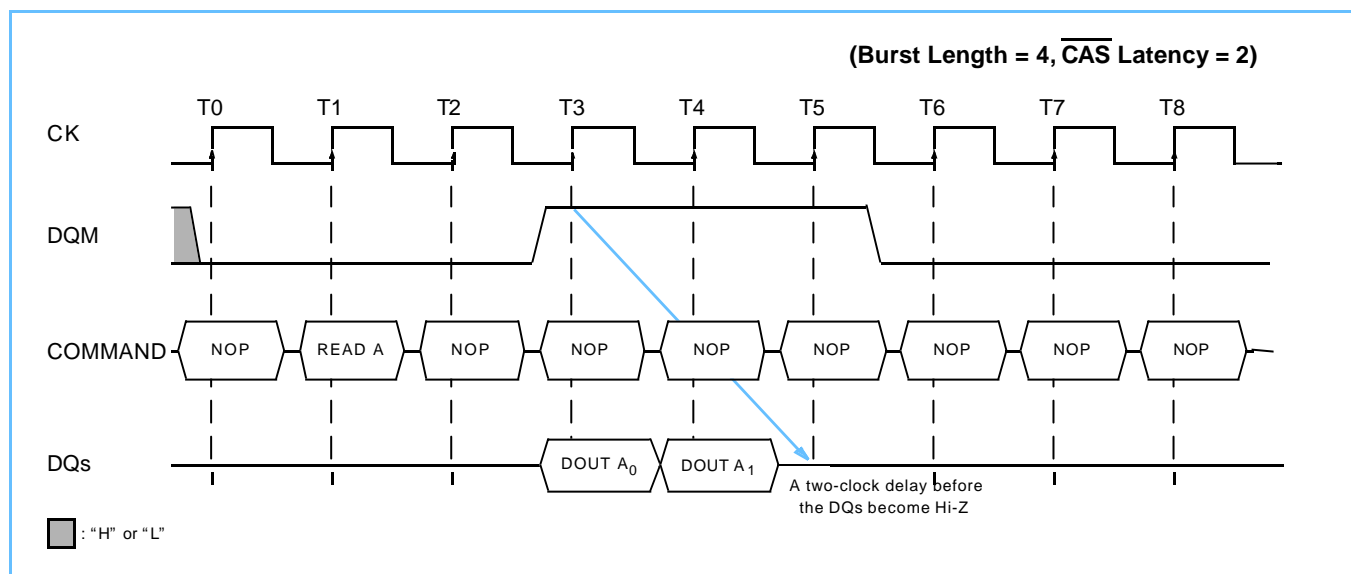 (Burst Length = 4, CAS Latency = 2)
T0 T1 T2 T3 T4 T5 T6 T7 T8
CK
DQM
COMMAND NOP READ A NOP NOP NOP NOP NOP NOP NOP
DQs DOUT A0 DOUT A1
A two-clock delay before
the DQs become Hi-Z
: “H” or “L”